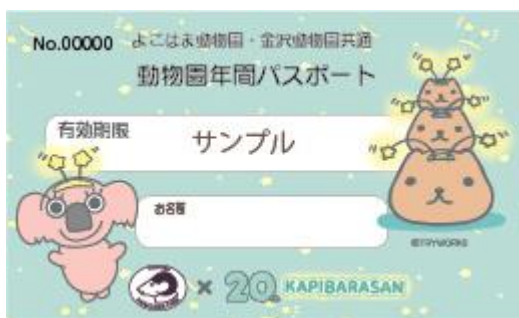 No.00000 よこはま動物園・金沢動物園共通
動物園年間パスポート
有効期限
サンプル
お名前
©TRYWORKS
× 20 KAPIBARASAN